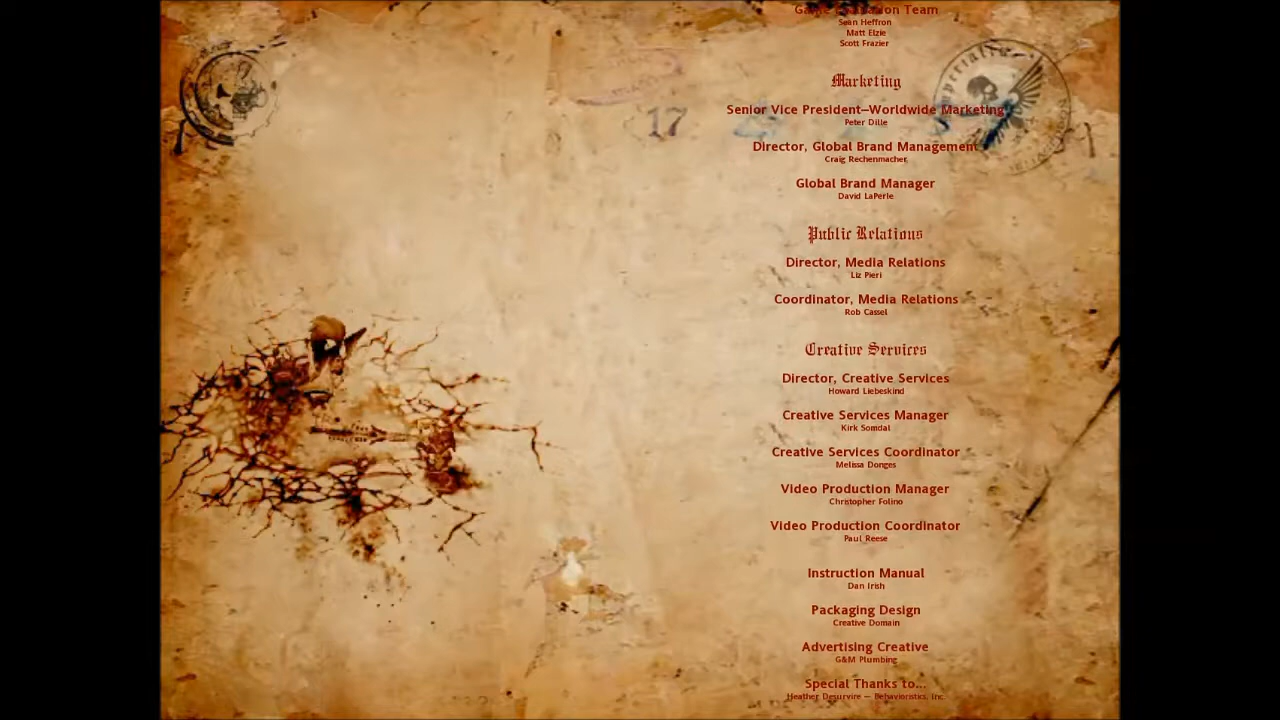 Game Evaluation Team
Sean Heffron
Matt Elzie
Scott Frazier
Marketing
Senior Vice President—Worldwide Marketing
Peter Dille
Director, Global Brand Management
Craig Rechenmacher,
Global Brand Manager
David LaPerle
Public Relations
Director, Media Relations
Liz Pieri
Coordinator, Media Relations
Rob Cassel
Creative Services
Director, Creative Services
Howard Liebeskind
Creative Services Manager
Kirk Somdal
Creative Services Coordinator
Melissa Donges
Video Production Manager
Christopher Folino
Video Production Coordinator
Paul Reese
Instruction Manual
Dan Irish
Packaging Design
Creative Domain
Advertising Creative
G&M Plumbing
Special Thanks to...
Heather Desurvire — Behavioristics, Inc.
17